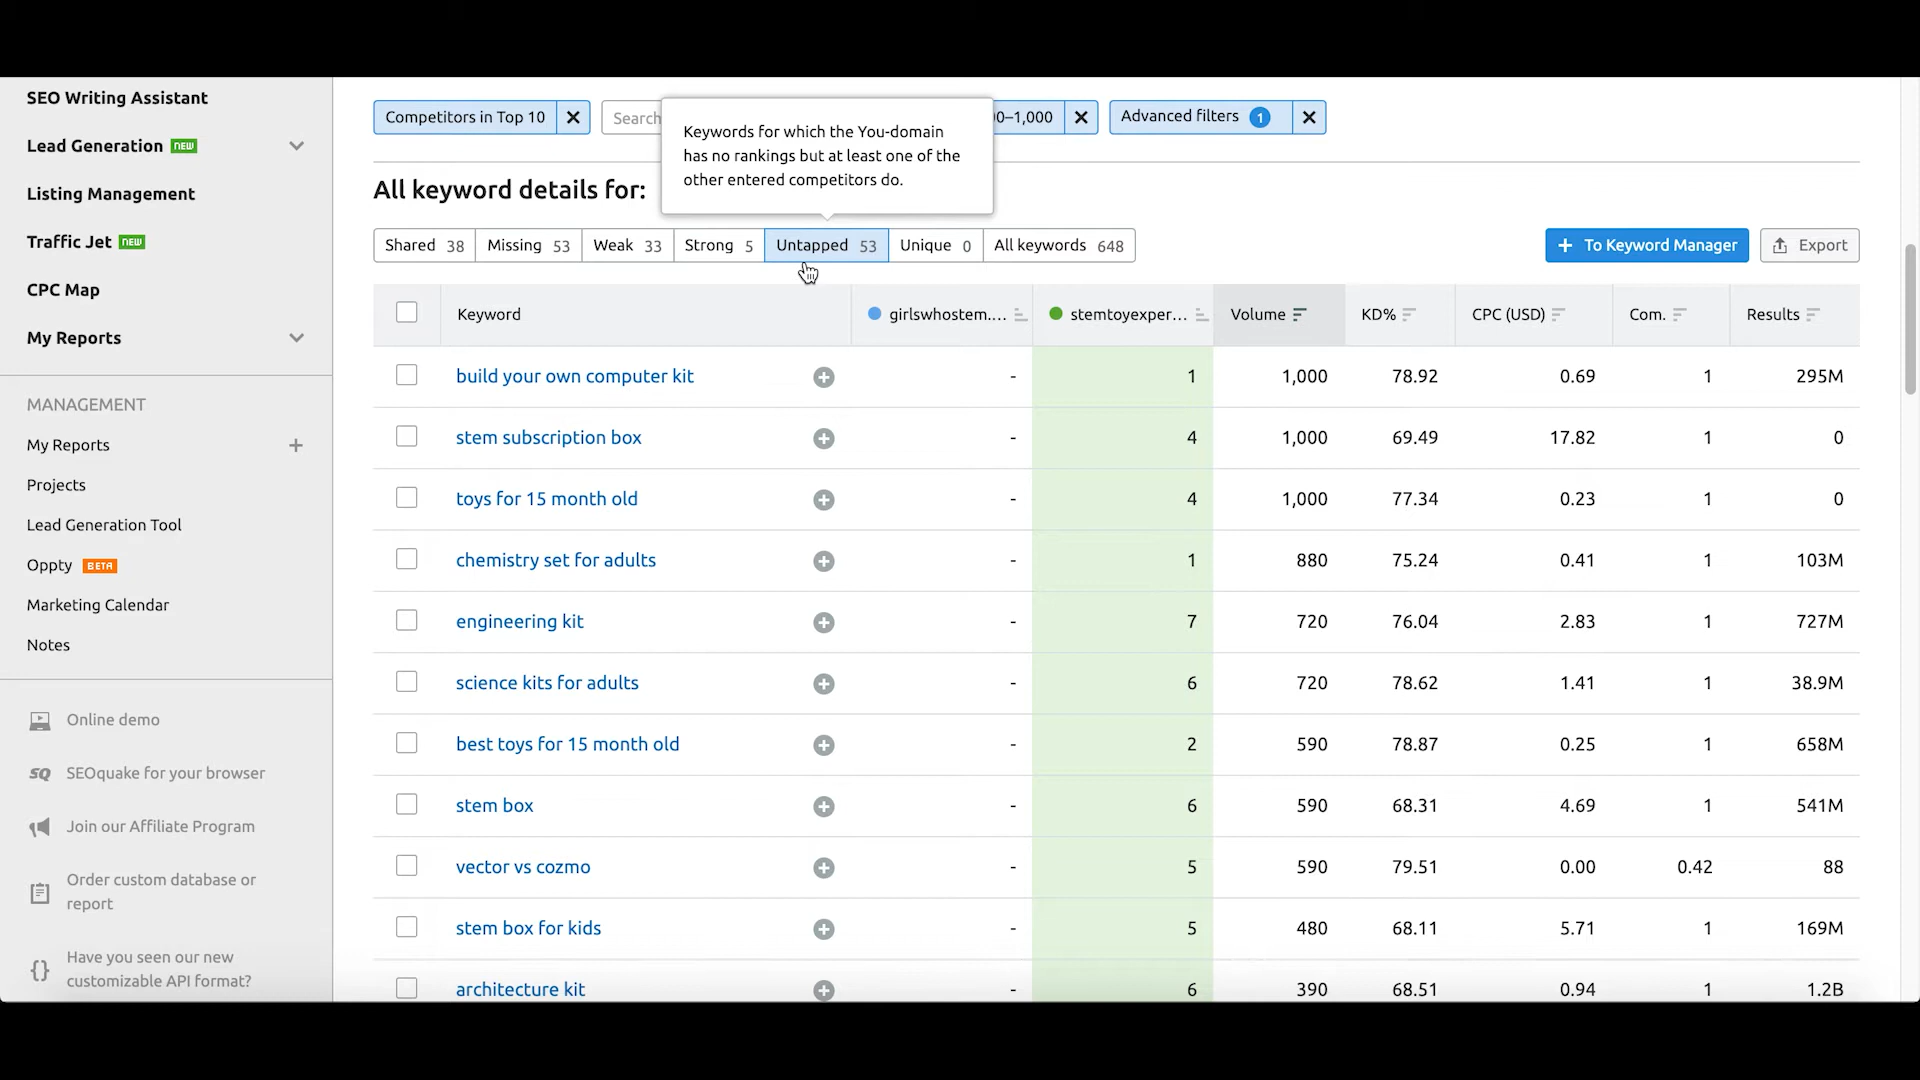 SEO Writing Assistant
Lead Generation NEW
Listing Management
Traffic Jet NEW
CPC Map
My Reports
MANAGEMENT
My Reports +
Projects
Lead Generation Tool
Oppty BETA
Marketing Calendar
Notes
Online demo
SQ SEOquake for your browser
Join our Affiliate Program
Order custom database or
report
{} Have you seen our new
customizable API format?
Competitors in Top 10 Search 0–1,000 Advanced filters 1
Keywords for which the You-domain
has no rankings but at least one of the
other entered competitors do.
All keyword details for:
Shared 38 Missing 53 Weak 33 Strong 5 Untapped 53 Unique 0 All keywords 648 + To Keyword Manager Export
Keyword girlswhostem.... stemtoyexper... Volume KD% CPC (USD) Com. Results
build your own computer kit - 1 1,000 78.92 0.69 1 295M
stem subscription box - 4 1,000 69.49 17.82 1 0
toys for 15 month old - 4 1,000 77.34 0.23 1 0
chemistry set for adults - 1 880 75.24 0.41 1 103M
engineering kit - 7 720 76.04 2.83 1 727M
science kits for adults - 6 720 78.62 1.41 1 38.9M
best toys for 15 month old - 2 590 78.87 0.25 1 658M
stem box - 6 590 68.31 4.69 1 541M
vector vs cozmo - 5 590 79.51 0.00 0.42 88
stem box for kids - 5 480 68.11 5.71 1 169M
architecture kit - 6 390 68.51 0.94 1 1.2B